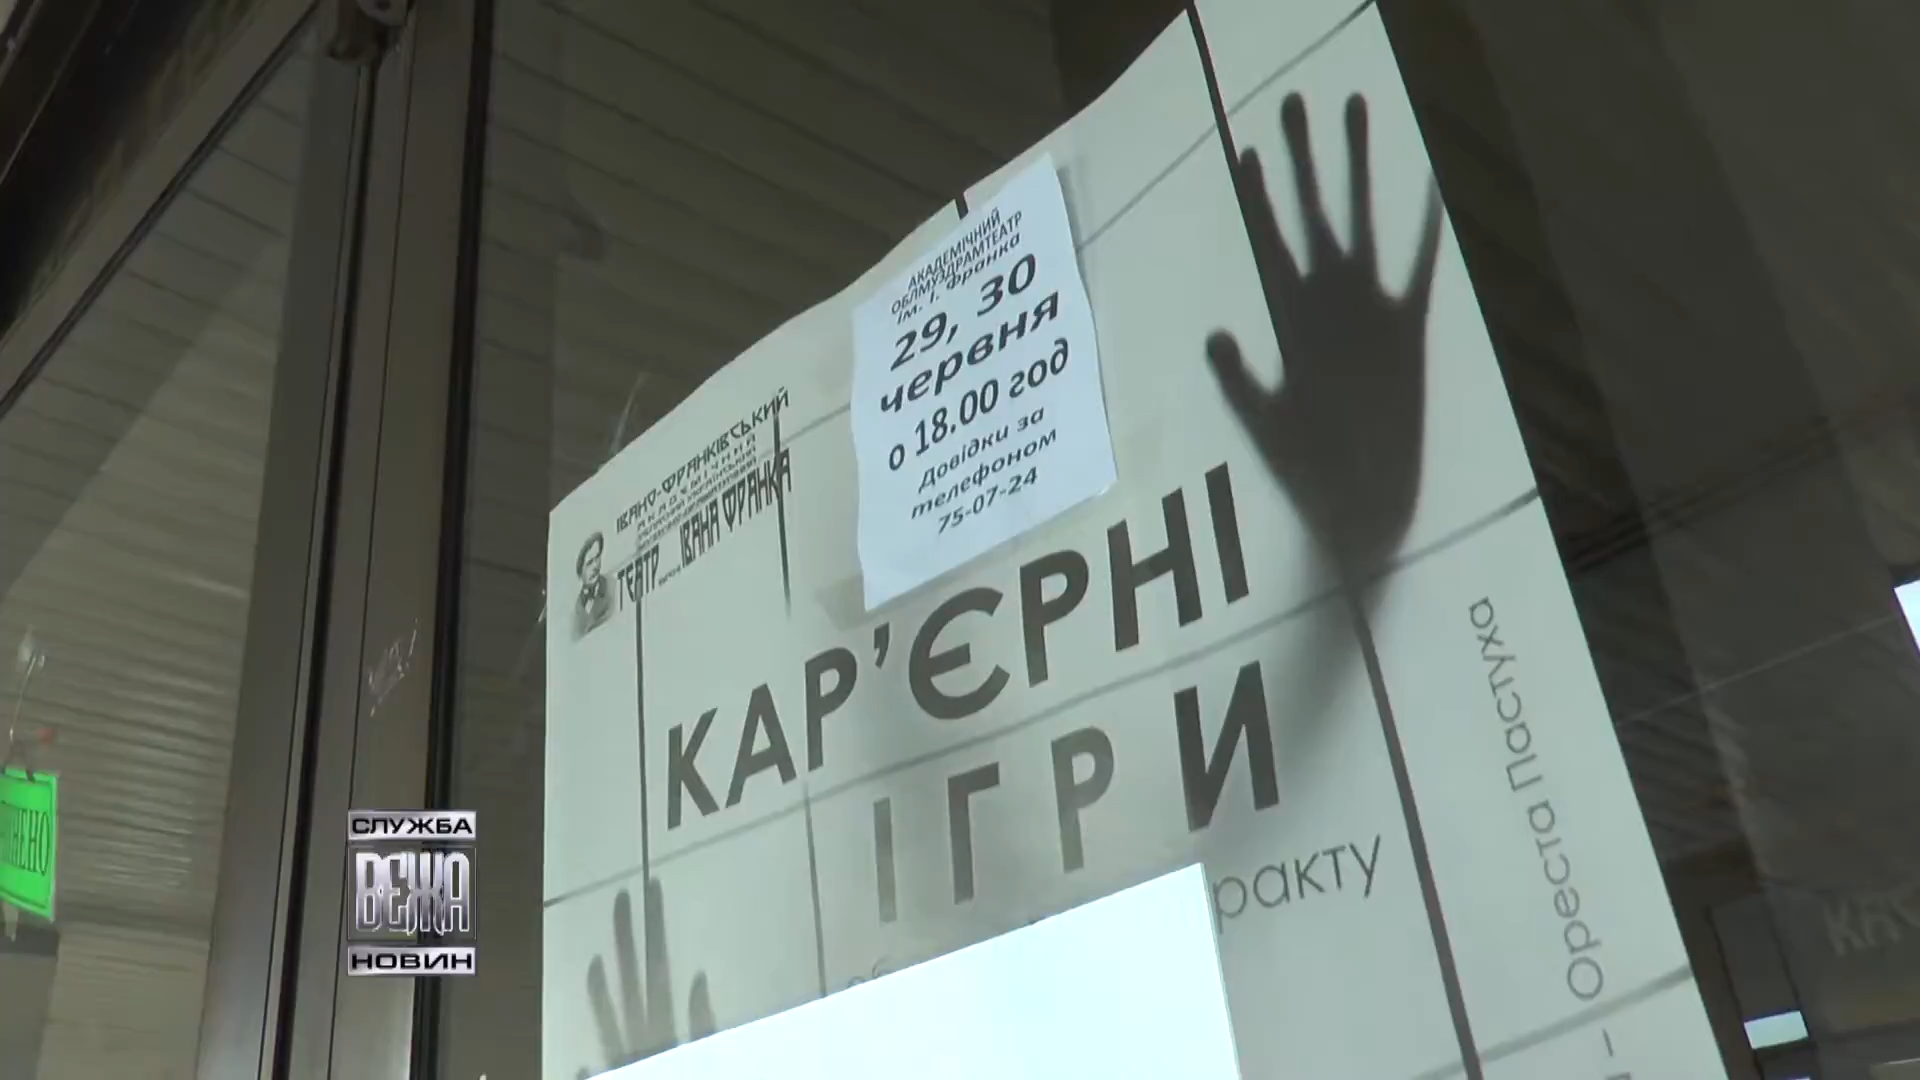 АКАДЕМІЧНИЙ
ОБЛМУЗДРАМТЕАТР
ім. І. Франка
29, 30
червня
о 18.00 год
Довідки за
телефоном
75-07-24
ІВАНО-ФРАНКІВСЬКИЙ
ТЕАТР
ІВАНА ФРАНКА
КАР'ЄРНІ
ІГРИ
ракту
Ореста Пастуха
СЛУЖБА
ВЕЖА
НОВИН